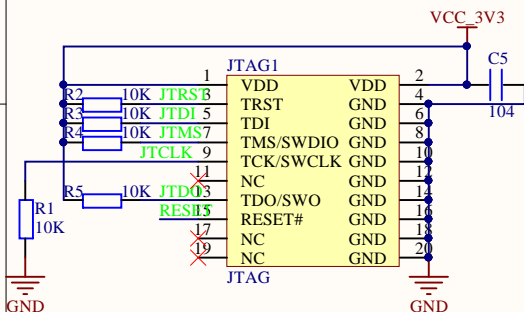 VCC_3V3
C5
104
JTAG1
1 VDD VDD 2
R2 10K JTRST 3 TRST GND 4
R3 10K JTDI 5 TDI GND 6
R4 10K JTMS 7 TMS/SWDIO GND 8
JTCLK 9 TCK/SWCLK GND 10
11 NC GND 12
R5 10K JTDO 13 TDO/SWO GND 14
RESET 15 RESET# GND 16
17 NC GND 18
19 NC GND 20
JTAG
R1
10K
GND
GND